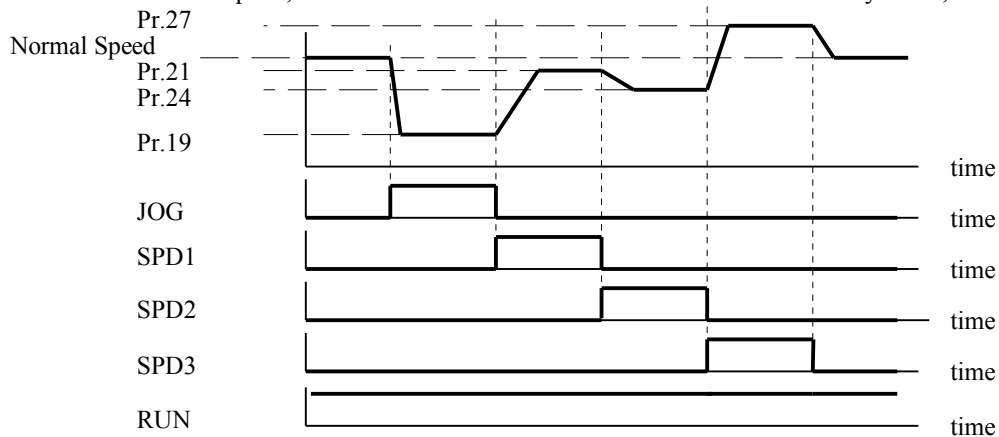 Pr.27
Normal Speed
Pr.21
Pr.24
Pr.19
time
JOG
time
SPD1
time
SPD2
time
SPD3
time
RUN
time